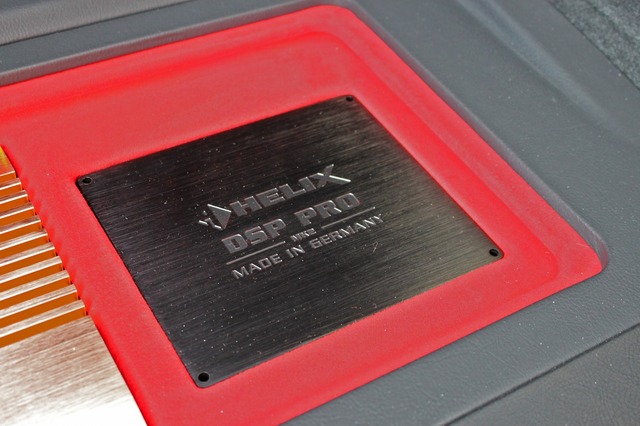 HELIX
DSP PRO
MK2
MADE IN GERMANY